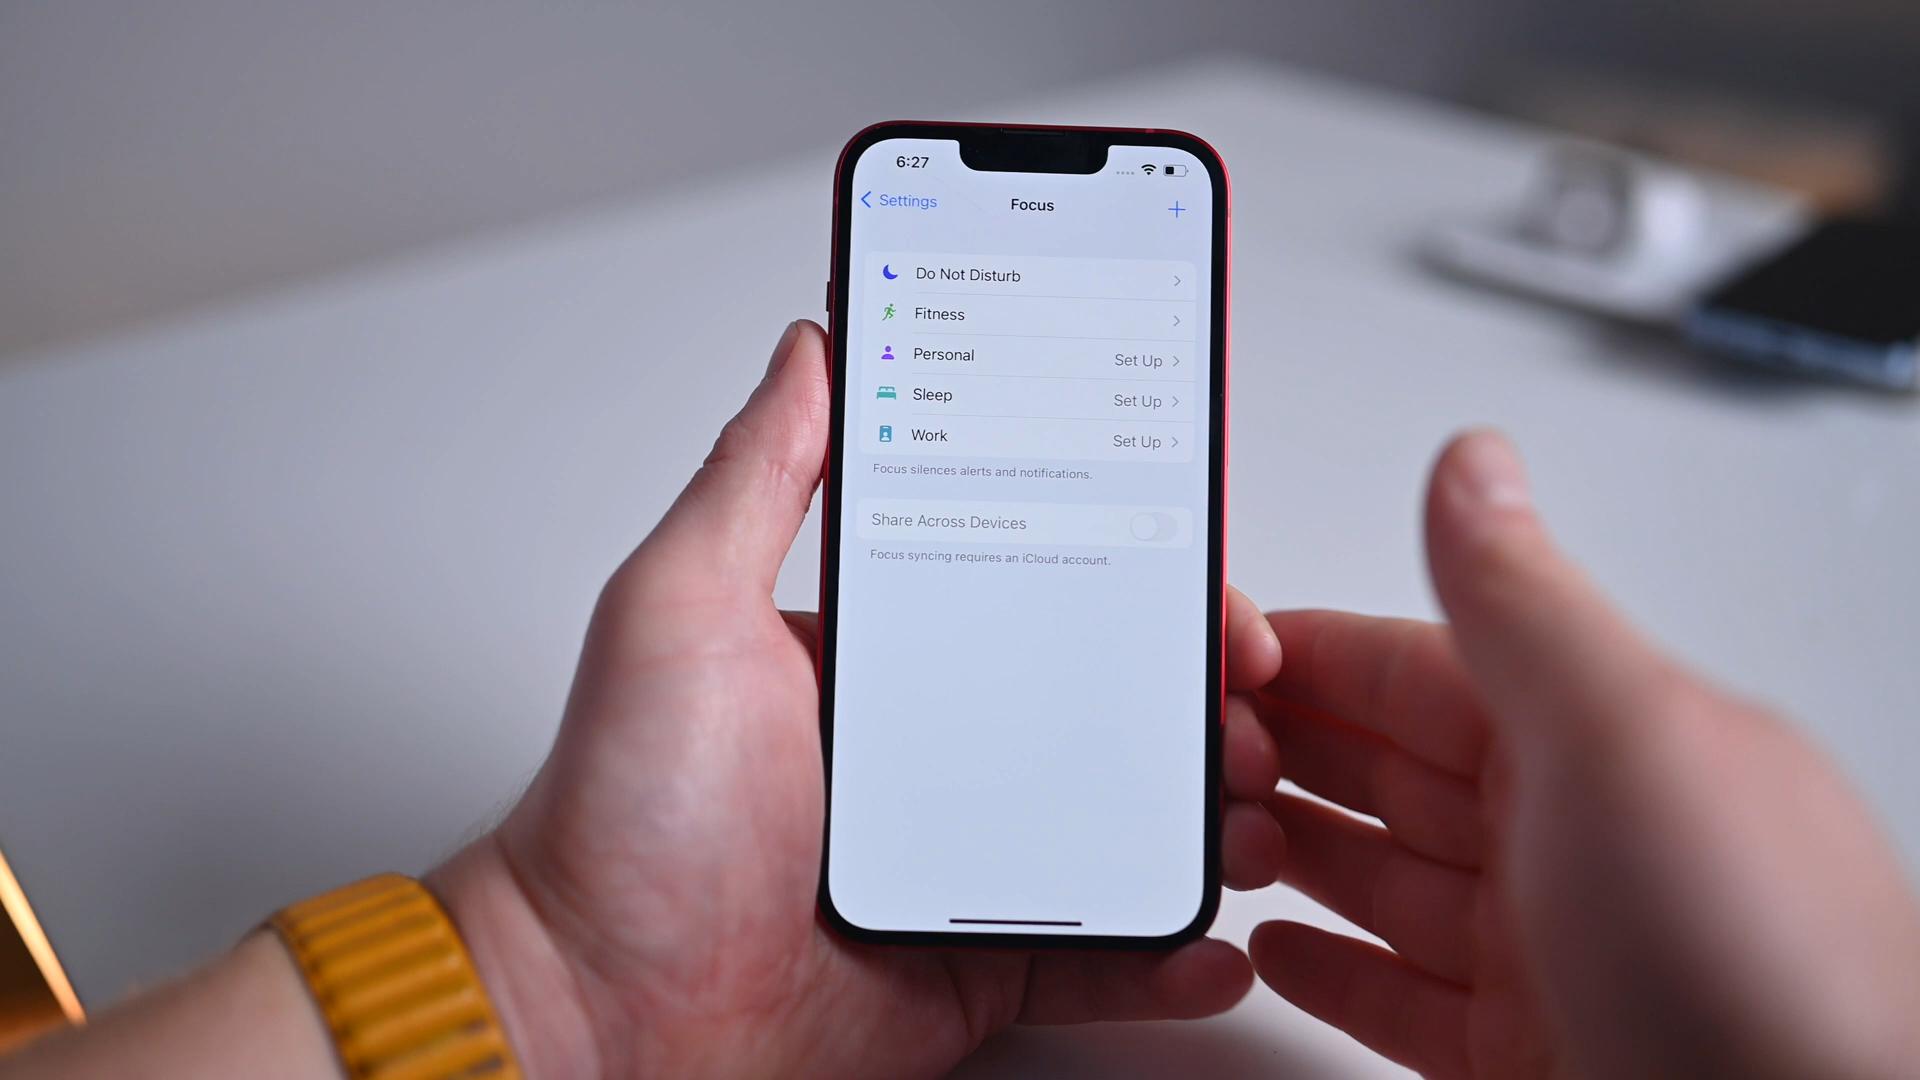 6:27
Settings
Focus
Do Not Disturb
Fitness
Personal Set Up
Sleep Set Up
Work Set Up
Focus silences alerts and notifications.
Share Across Devices
Focus syncing requires an iCloud account.